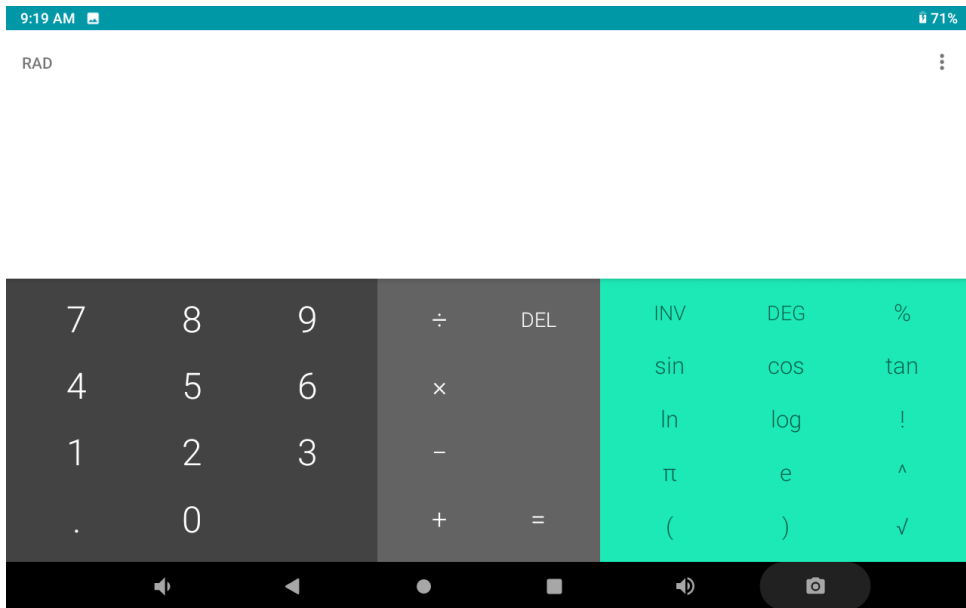 9:19 AM 71%
RAD
7 8 9 ÷ DEL INV DEG %
4 5 6 × sin cos tan
1 2 3 − ln log !
. 0 + = π e ^
( ) √